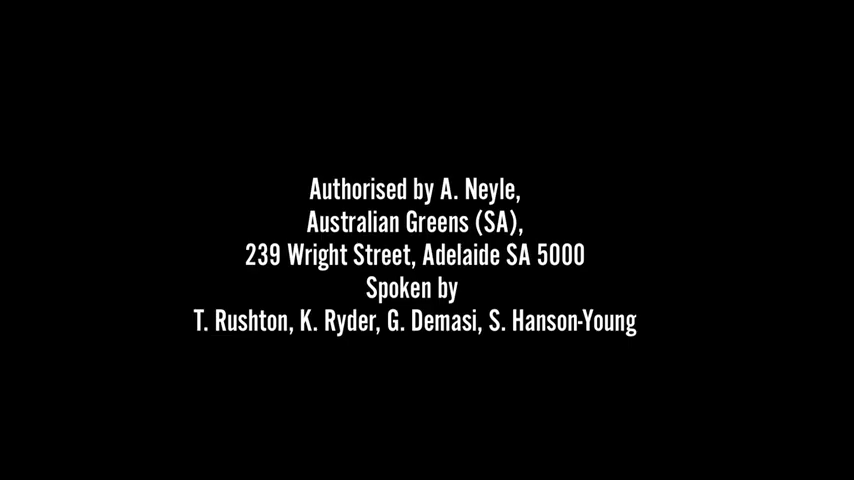 Authorised by A. Neyle,
Australian Greens (SA),
239 Wright Street, Adelaide SA 5000
Spoken by
T. Rushton, K. Ryder, G. Demasi, S. Hanson-Young